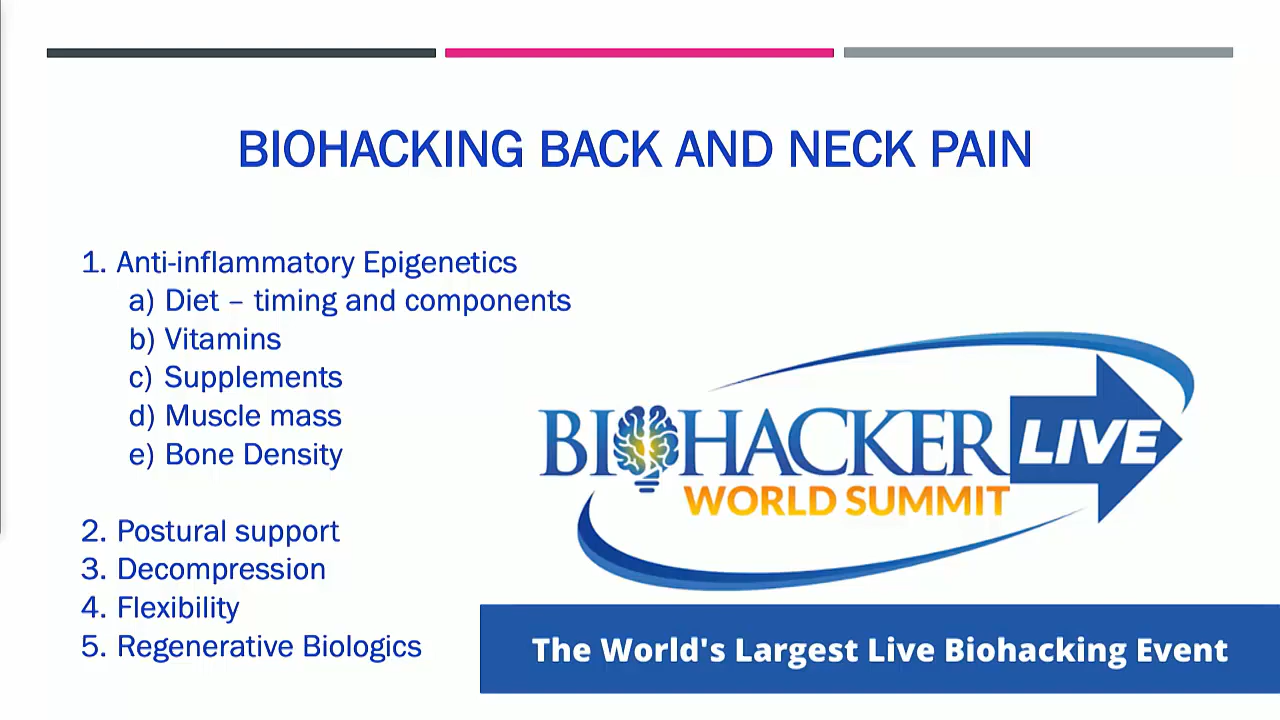 BIOHACKING BACK AND NECK PAIN
1. Anti-inflammatory Epigenetics
a) Diet – timing and components
b) Vitamins
c) Supplements
d) Muscle mass
e) Bone Density
2. Postural support
3. Decompression
4. Flexibility
5. Regenerative Biologics
BIOHACKER LIVE
WORLD SUMMIT
The World's Largest Live Biohacking Event